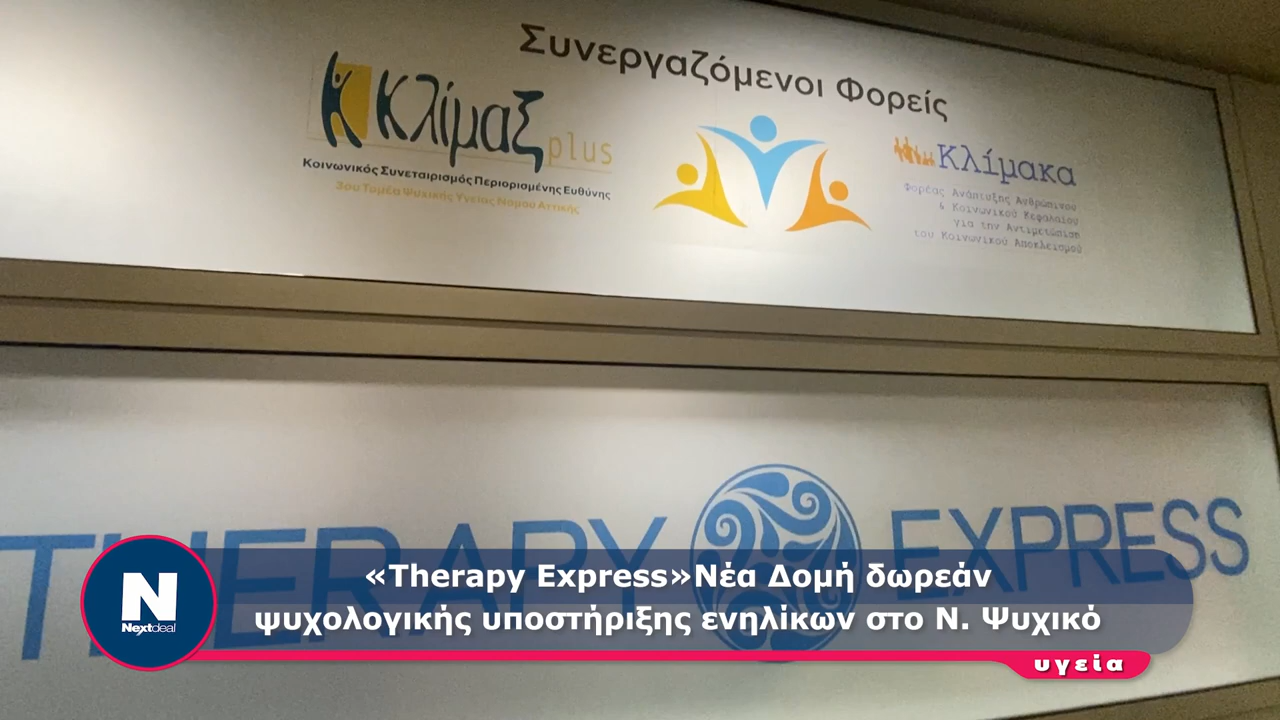 Συνεργαζόμενοι Φορείς
Κλίμαξ plus
Κοινωνικός Συνεταιρισμός Περιορισμένης Ευθύνης
3ου Τομέα Ψυχικής Υγείας Νομού Αττικής
Κλίμακα
Φορέας Ανάπτυξης Ανθρώπινου
& Κοινωνικού Κεφαλαίου
για την Αντιμετώπιση
του Κοινωνικού Αποκλεισμού
THERAPY EXPRESS
N
Nextdeal
«Therapy Express»Νέα Δομή δωρεάν
ψυχολογικής υποστήριξης ενηλίκων στο Ν. Ψυχικό
υγεία